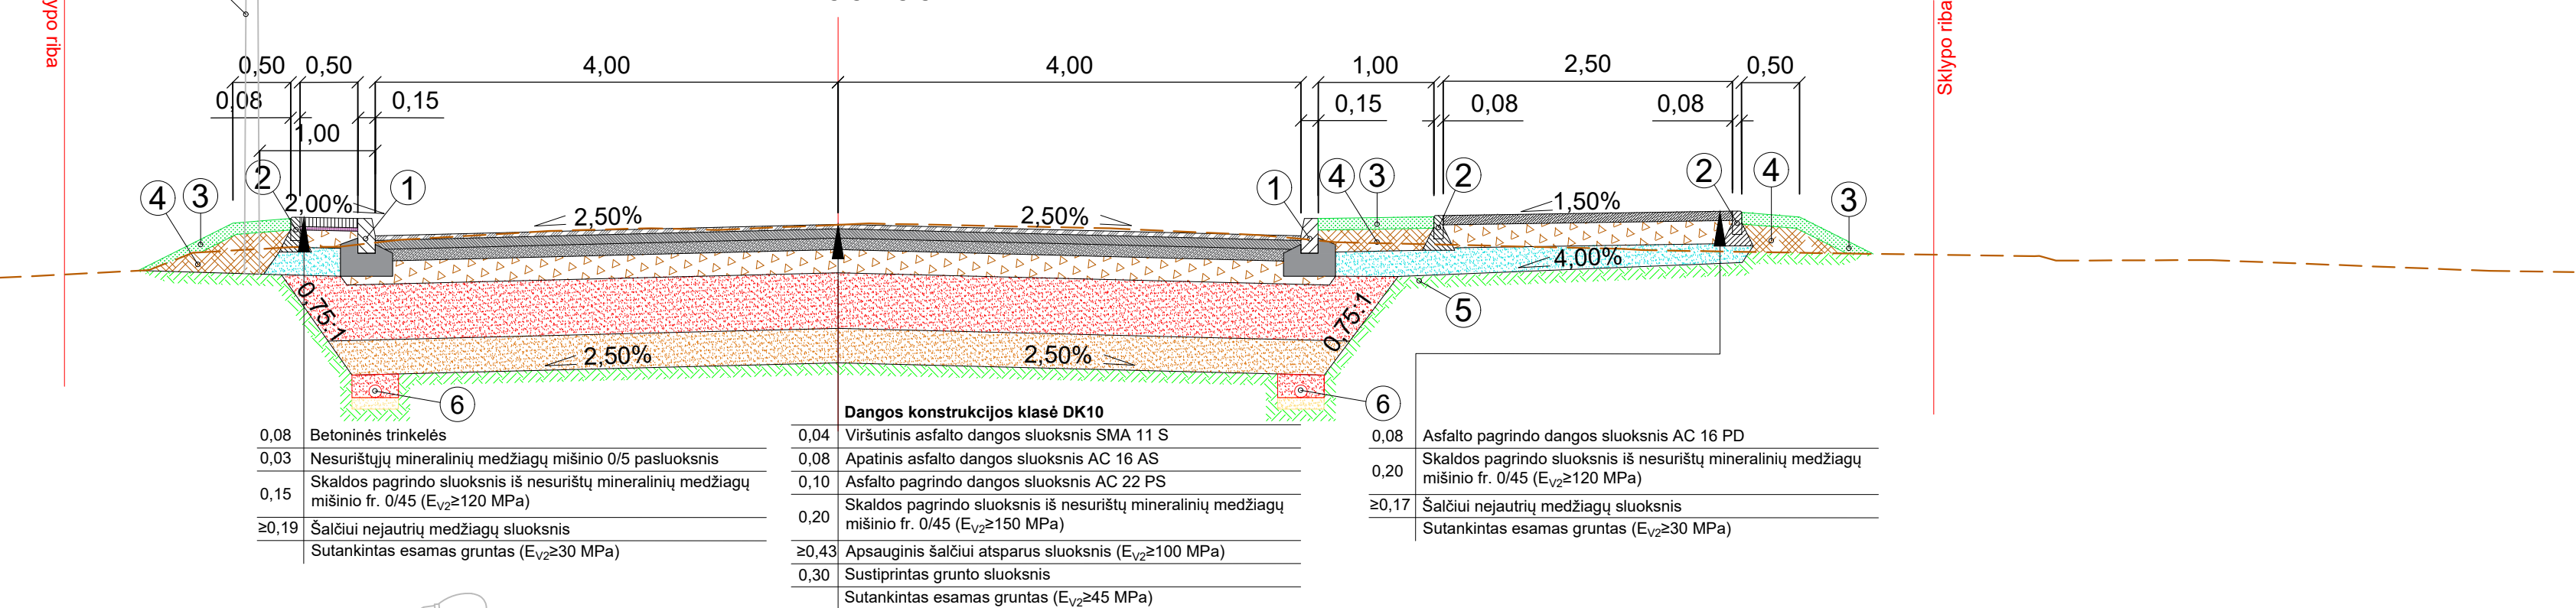 Sklypo riba
0,50 0,50 4,00 4,00 1,00 2,50 0,50
0,08 0,15 0,15 0,08 0,08
1,00
2 1 1 4 3 2 2 4 3
4 3
2,00% 2,50% 2,50% 1,50%
4,00%
0,75:1 0,75:1
5
2,50% 2,50%
6 6
0,08 Betoninės trinkelės
0,03 Nesurištųjų mineralinių medžiagų mišinio 0/5 pasluoksnis
0,15 Skaldos pagrindo sluoksnis iš nesurištų mineralinių medžiagų
mišinio fr. 0/45 (EV2≥120 MPa)
≥0,19 Šalčiui nejautrių medžiagų sluoksnis
Sutankintas esamas gruntas (EV2≥30 MPa)
Dangos konstrukcijos klasė DK10
0,04 Viršutinis asfalto dangos sluoksnis SMA 11 S
0,08 Apatinis asfalto dangos sluoksnis AC 16 AS
0,10 Asfalto pagrindo dangos sluoksnis AC 22 PS
0,20 Skaldos pagrindo sluoksnis iš nesurištų mineralinių medžiagų
mišinio fr. 0/45 (EV2≥150 MPa)
≥0,43 Apsauginis šalčiui atsparus sluoksnis (EV2≥100 MPa)
0,30 Sustiprintas grunto sluoksnis
Sutankintas esamas gruntas (EV2≥45 MPa)
0,08 Asfalto pagrindo dangos sluoksnis AC 16 PD
0,20 Skaldos pagrindo sluoksnis iš nesurištų mineralinių medžiagų
mišinio fr. 0/45 (EV2≥120 MPa)
≥0,17 Šalčiui nejautrių medžiagų sluoksnis
Sutankintas esamas gruntas (EV2≥30 MPa)
ypo riba